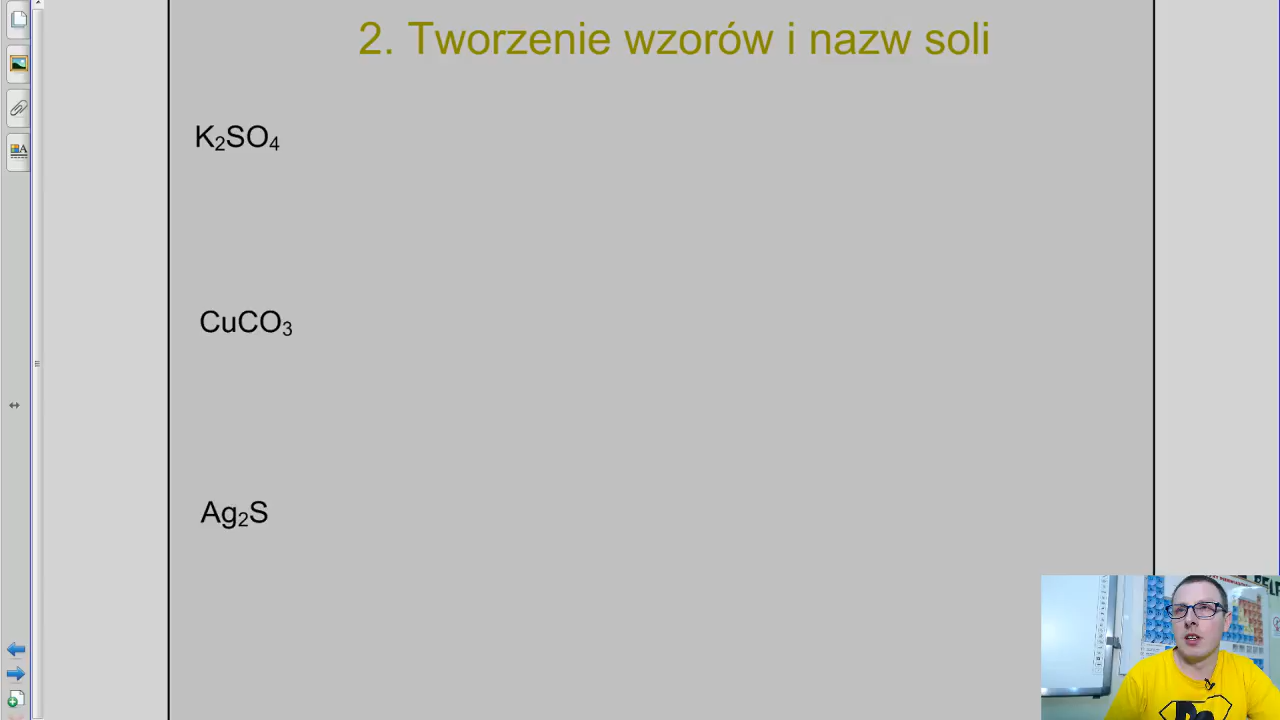 2. Tworzenie wzorów i nazw soli
K₂SO₄
CuCO₃
Ag₂S